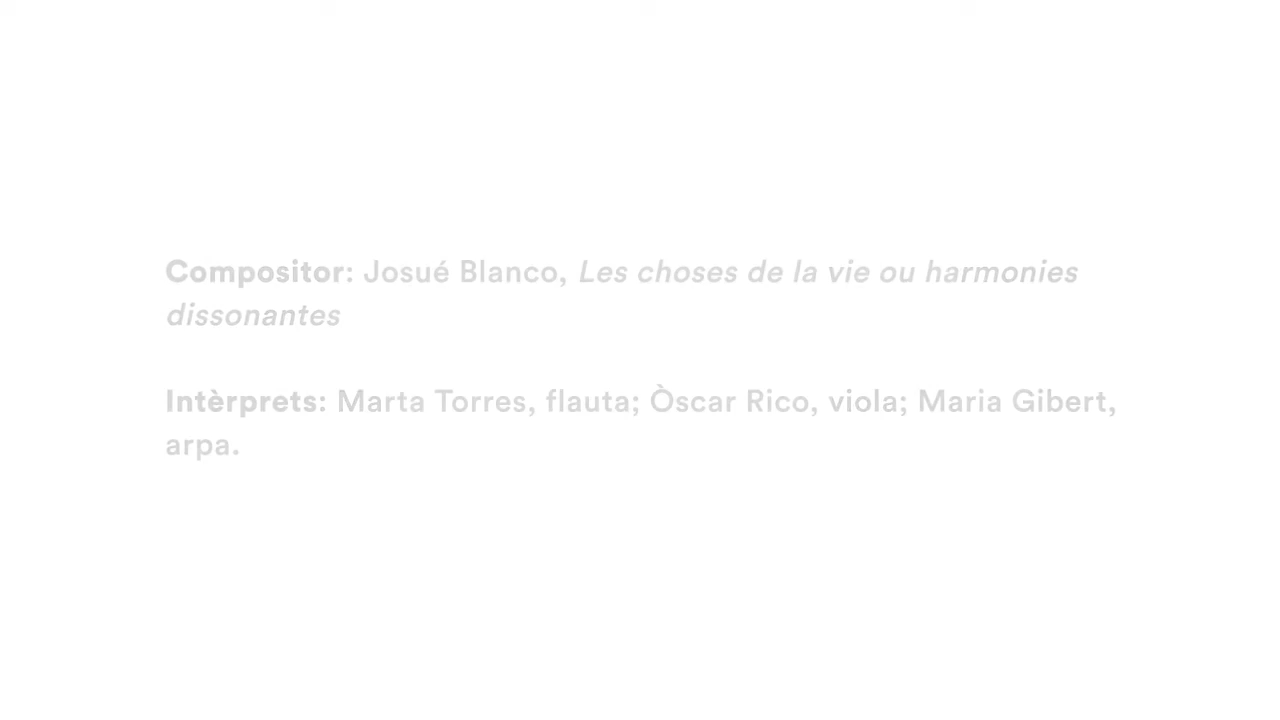 Compositor: Josué Blanco, Les choses de la vie ou harmonies
dissonantes
Intèrprets: Marta Torres, flauta; Òscar Rico, viola; Maria Gibert,
arpa.